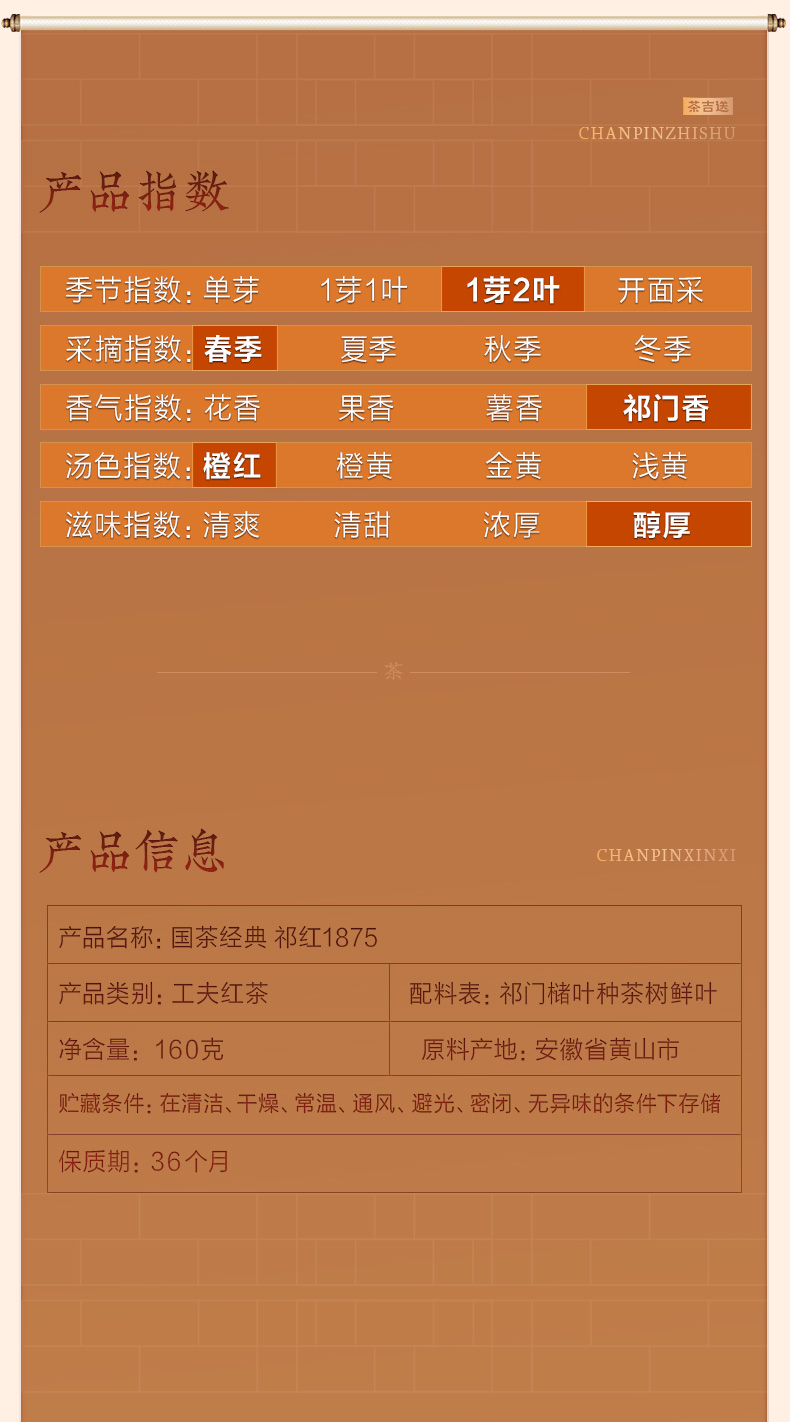 茶吉送
CHANPINZHISHU
产品指数
季节指数: 单芽 1芽1叶 1芽2叶 开面采
采摘指数: 春季 夏季 秋季 冬季
香气指数: 花香 果香 薯香 祁门香
汤色指数: 橙红 橙黄 金黄 浅黄
滋味指数: 清爽 清甜 浓厚 醇厚
茶
产品信息
CHANPINXINXI
产品名称: 国茶经典 祁红1875
产品类别: 工夫红茶 配料表: 祁门槠叶种茶树鲜叶
净含量: 160克 原料产地: 安徽省黄山市
贮藏条件: 在清洁、干燥、常温、通风、避光、密闭、无异味的条件下存储
保质期: 36个月